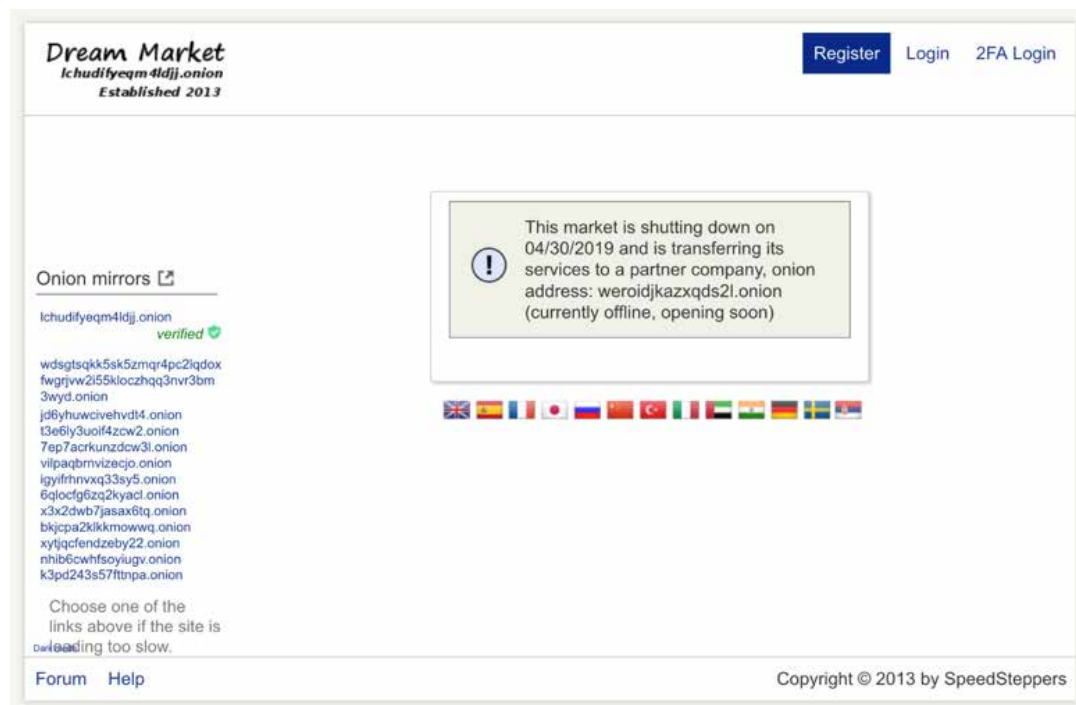 Dream Market
lchudifyeqm4ldjj.onion
Established 2013
Register Login 2FA Login
This market is shutting down on
04/30/2019 and is transferring its
services to a partner company, onion
address: weroidjkazxqds2l.onion
(currently offline, opening soon)
Onion mirrors
lchudifyeqm4ldjj.onion
verified
wdsgtsqkk5sk5zmqr4pc2lqdox
fwgrjvw2i55kloczhqq3nvr3bm
3wyd.onion
jd6yhuwcivehvdt4.onion
t3e6ly3uoif4zcw2.onion
7ep7acrkunzdcw3l.onion
vilpaqbrnvizecjo.onion
igyifrhnvxq33sy5.onion
6qlocfg6zq2kyacl.onion
x3x2dwb7jasax6tq.onion
bkjcpa2klkkmowwq.onion
xytjqcfendzeby22.onion
nhib6cwhfsoyiugv.onion
k3pd243s57fttnpa.onion
Choose one of the
links above if the site is
loading too slow.
Forum Help
Copyright © 2013 by SpeedSteppers